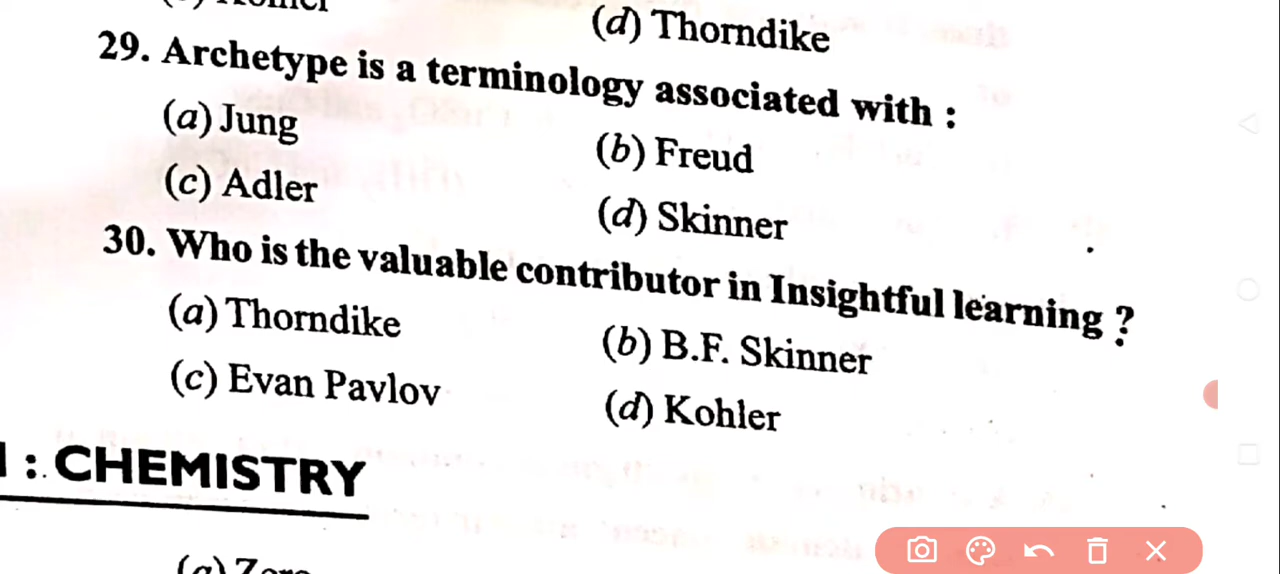 (d) Thorndike
29. Archetype is a terminology associated with :
(a) Jung
(b) Freud
(c) Adler
(d) Skinner
30. Who is the valuable contributor in Insightful learning ?
(a) Thorndike
(b) B.F. Skinner
(c) Evan Pavlov
(d) Kohler
: CHEMISTRY
(a)